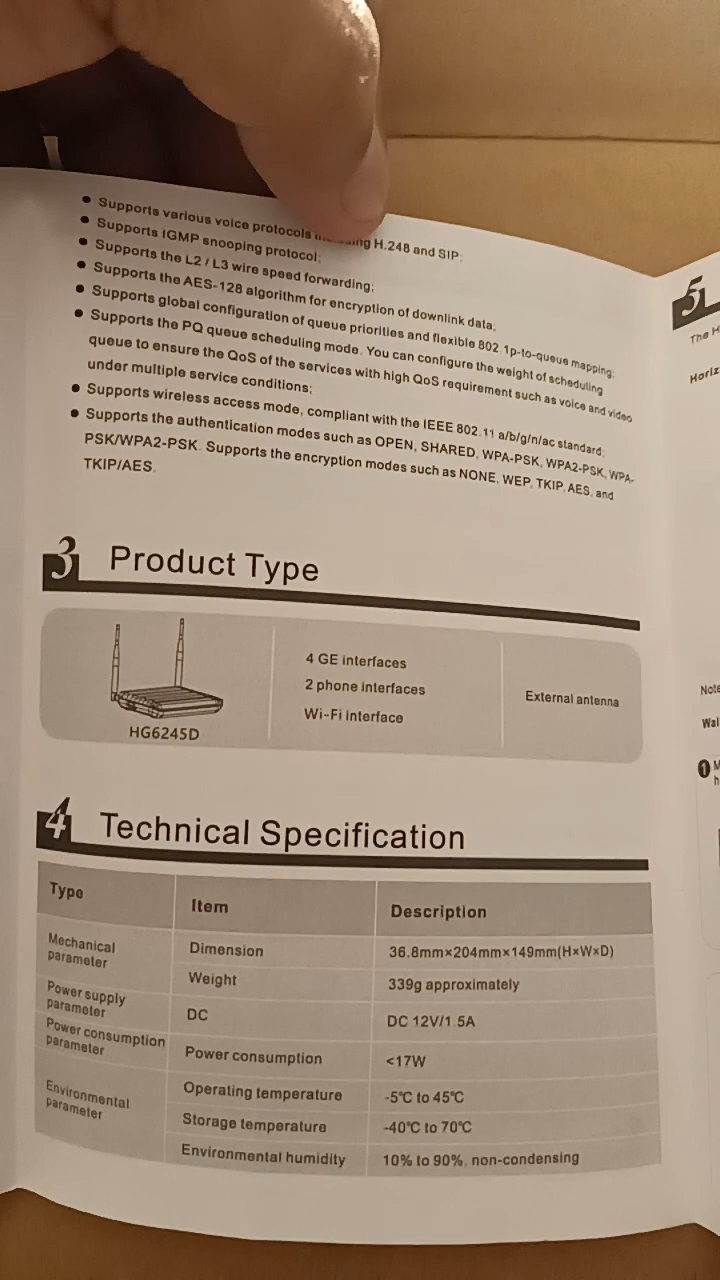 ● Supports various voice protocols H.248 and SIP;
● Supports IGMP snooping protocol;
● Supports the L2 / L3 wire speed forwarding;
● Supports the AES-128 algorithm for encryption of downlink data;
● Supports global configuration of queue priorities and flexible 802.1p-to-queue mapping;
● Supports the PQ queue scheduling mode. You can configure the weight of scheduling
queue to ensure the QoS of the services with high QoS requirement such as voice and video
under multiple service conditions;
● Supports wireless access mode, compliant with the IEEE 802.11 a/b/g/n/ac standard;
● Supports the authentication modes such as OPEN, SHARED, WPA-PSK, WPA2-PSK, WPA-
PSK/WPA2-PSK. Supports the encryption modes such as NONE, WEP, TKIP, AES, and
TKIP/AES.
3 Product Type
4 GE interfaces
2 phone interfaces
Wi-Fi interface
External antenna
HG6245D
4 Technical Specification
Type Item Description
Mechanical parameter
Dimension 36.8mm×204mm×149mm(H×W×D)
Weight 339g approximately
Power supply parameter
DC DC 12V/1.5A
Power consumption parameter
Power consumption <17W
Environmental parameter
Operating temperature -5℃ to 45℃
Storage temperature -40℃ to 70℃
Environmental humidity 10% to 90%, non-condensing
5
The
Note
1